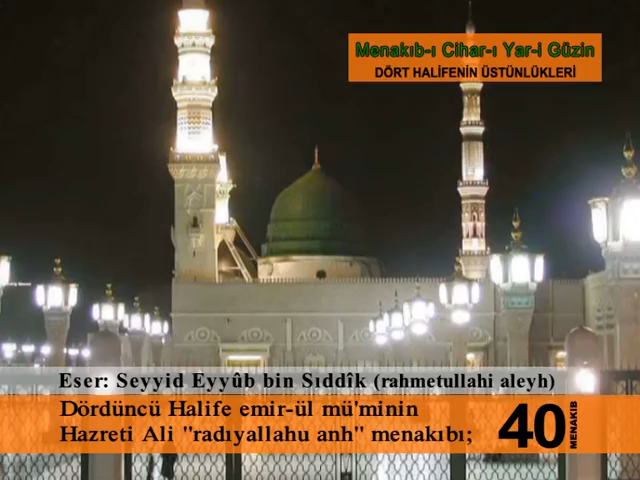 Menakıb-ı Cihar-ı Yar-i Güzin
DÖRT HALİFENİN ÜSTÜNLÜKLERİ
Eser: Seyyid Eyyûb bin Sıddîk (rahmetullahi aleyh)
Dördüncü Halife emir-ül mü'minin
Hazreti Ali "radıyallahu anh" menakıbı;
40 MENAKIB